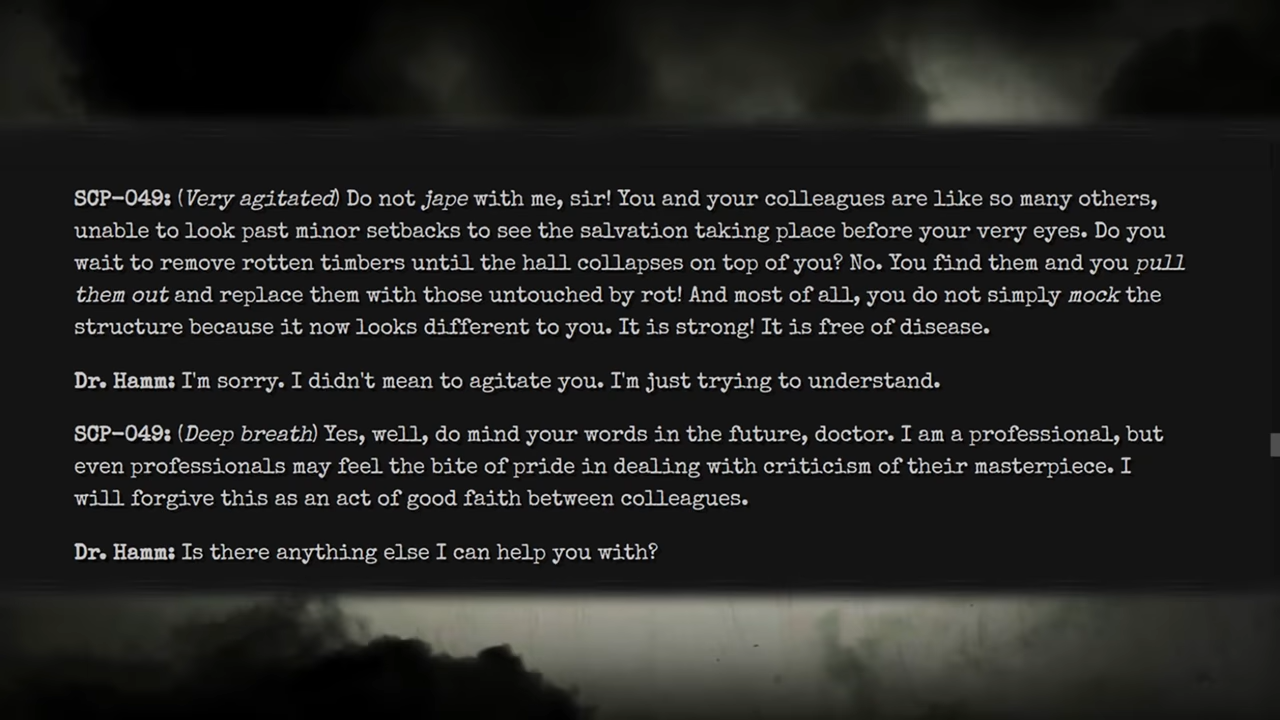 SCP-049: (Very agitated) Do not jape with me, sir! You and your colleagues are like so many others,
unable to look past minor setbacks to see the salvation taking place before your very eyes. Do you
wait to remove rotten timbers until the hall collapses on top of you? No. You find them and you pull
them out and replace them with those untouched by rot! And most of all, you do not simply mock the
structure because it now looks different to you. It is strong! It is free of disease.
Dr. Hamm: I'm sorry. I didn't mean to agitate you. I'm just trying to understand.
SCP-049: (Deep breath) Yes, well, do mind your words in the future, doctor. I am a professional, but
even professionals may feel the bite of pride in dealing with criticism of their masterpiece. I
will forgive this as an act of good faith between colleagues.
Dr. Hamm: Is there anything else I can help you with?